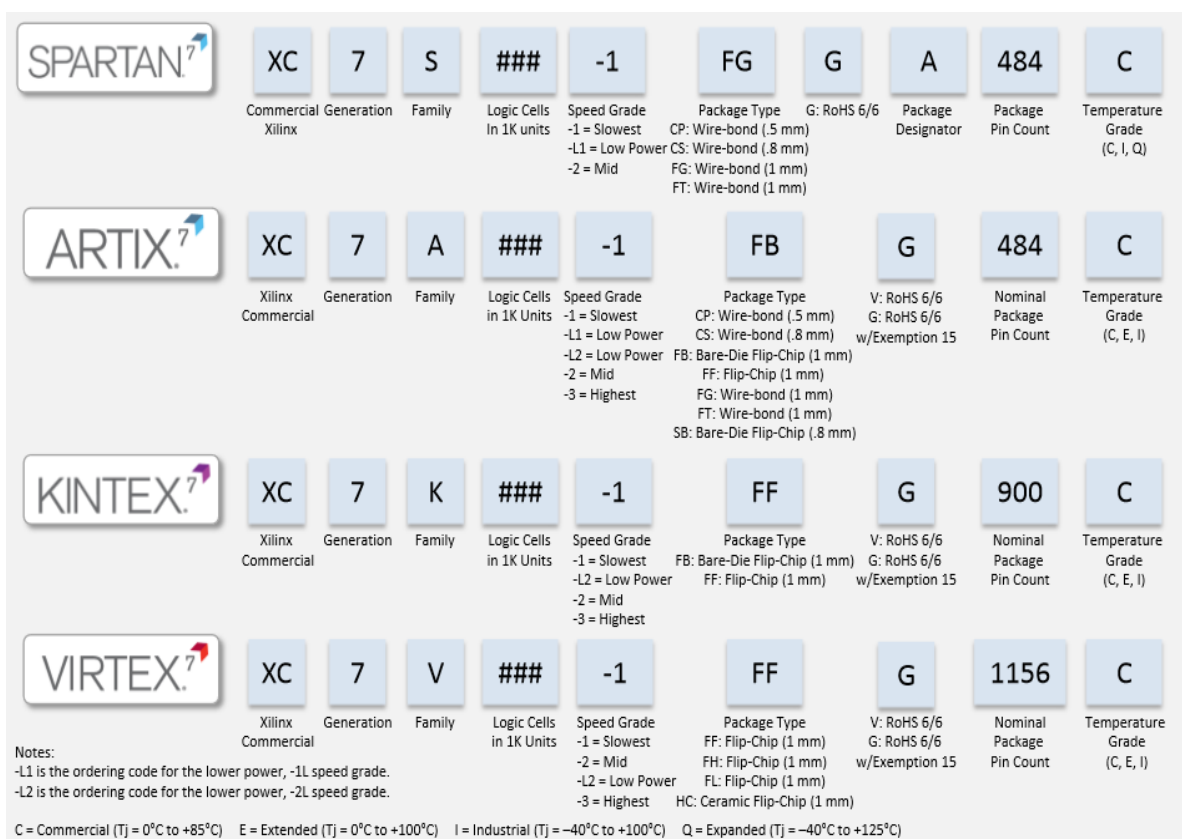 SPARTAN.7 XC 7 S ### -1 FG G A 484 C
Commercial Generation Family Logic Cells Speed Grade Package Type G: RoHS 6/6 Package Package Temperature
Xilinx In 1K units -1 = Slowest CP: Wire-bond (.5 mm) Designator Pin Count Grade
-L1 = Low Power CS: Wire-bond (.8 mm) (C, I, Q)
-2 = Mid FG: Wire-bond (1 mm)
FT: Wire-bond (1 mm)
ARTIX.7 XC 7 A ### -1 FB G 484 C
Xilinx Generation Family Logic Cells Speed Grade Package Type V: RoHS 6/6 Nominal Temperature
Commercial in 1K Units -1 = Slowest CP: Wire-bond (.5 mm) G: RoHS 6/6 Package Grade
-L1 = Low Power CS: Wire-bond (.8 mm) w/Exemption 15 Pin Count (C, E, I)
-L2 = Low Power FB: Bare-Die Flip-Chip (1 mm)
-2 = Mid FF: Flip-Chip (1 mm)
-3 = Highest FG: Wire-bond (1 mm)
FT: Wire-bond (1 mm)
SB: Bare-Die Flip-Chip (.8 mm)
KINTEX.7 XC 7 K ### -1 FF G 900 C
Xilinx Generation Family Logic Cells Speed Grade Package Type V: RoHS 6/6 Nominal Temperature
Commercial in 1K Units -1 = Slowest FB: Bare-Die Flip-Chip (1 mm) G: RoHS 6/6 Package Grade
-L2 = Low Power FF: Flip-Chip (1 mm) w/Exemption 15 Pin Count (C, E, I)
-2 = Mid
-3 = Highest
VIRTEX.7 XC 7 V ### -1 FF G 1156 C
Xilinx Generation Family Logic Cells Speed Grade Package Type V: RoHS 6/6 Nominal Temperature
Commercial in 1K Units -1 = Slowest FF: Flip-Chip (1 mm) G: RoHS 6/6 Package Grade
Notes: -2 = Mid FH: Flip-Chip (1 mm) w/Exemption 15 Pin Count (C, E, I)
-L1 is the ordering code for the lower power, -1L speed grade. -L2 = Low Power FL: Flip-Chip (1 mm)
-L2 is the ordering code for the lower power, -2L speed grade. -3 = Highest HC: Ceramic Flip-Chip (1 mm)
C = Commercial (Tj = 0°C to +85°C) E = Extended (Tj = 0°C to +100°C) I = Industrial (Tj = –40°C to +100°C) Q = Expanded (Tj = –40°C to +125°C)